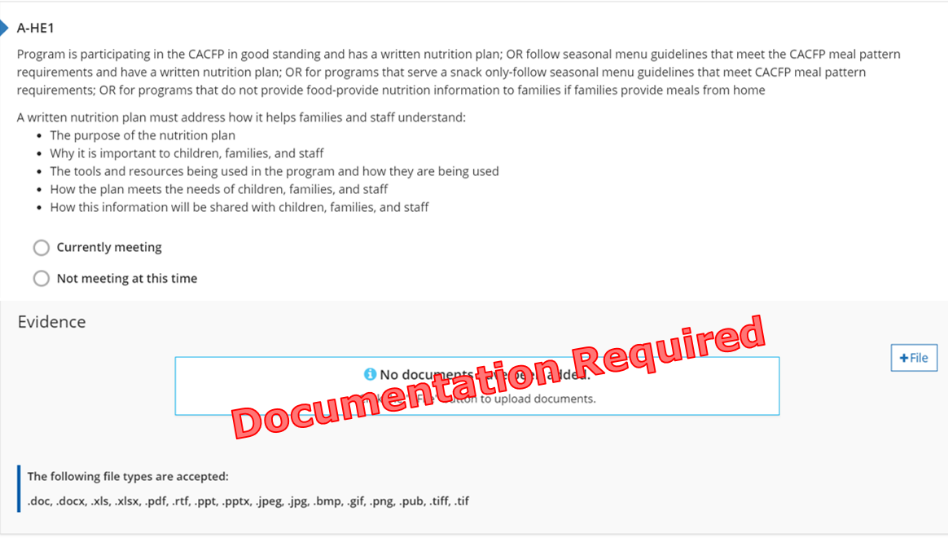 A-HE1
Program is participating in the CACFP in good standing and has a written nutrition plan; OR follow seasonal menu guidelines that meet the CACFP meal pattern
requirements and have a written nutrition plan; OR for programs that serve a snack only-follow seasonal menu guidelines that meet CACFP meal pattern
requirements; OR for programs that do not provide food-provide nutrition information to families if families provide meals from home
A written nutrition plan must address how it helps families and staff understand:
• The purpose of the nutrition plan
• Why it is important to children, families, and staff
• The tools and resources being used in the program and how they are being used
• How the plan meets the needs of children, families, and staff
• How this information will be shared with children, families, and staff
Currently meeting
Not meeting at this time
Evidence
+File
No documents added.
to upload documents.
Documentation Required
The following file types are accepted:
.doc, .docx, .xls, .xlsx, .pdf, .rtf, .ppt, .pptx, .jpeg, .jpg, .bmp, .gif, .png, .pub, .tiff, .tif